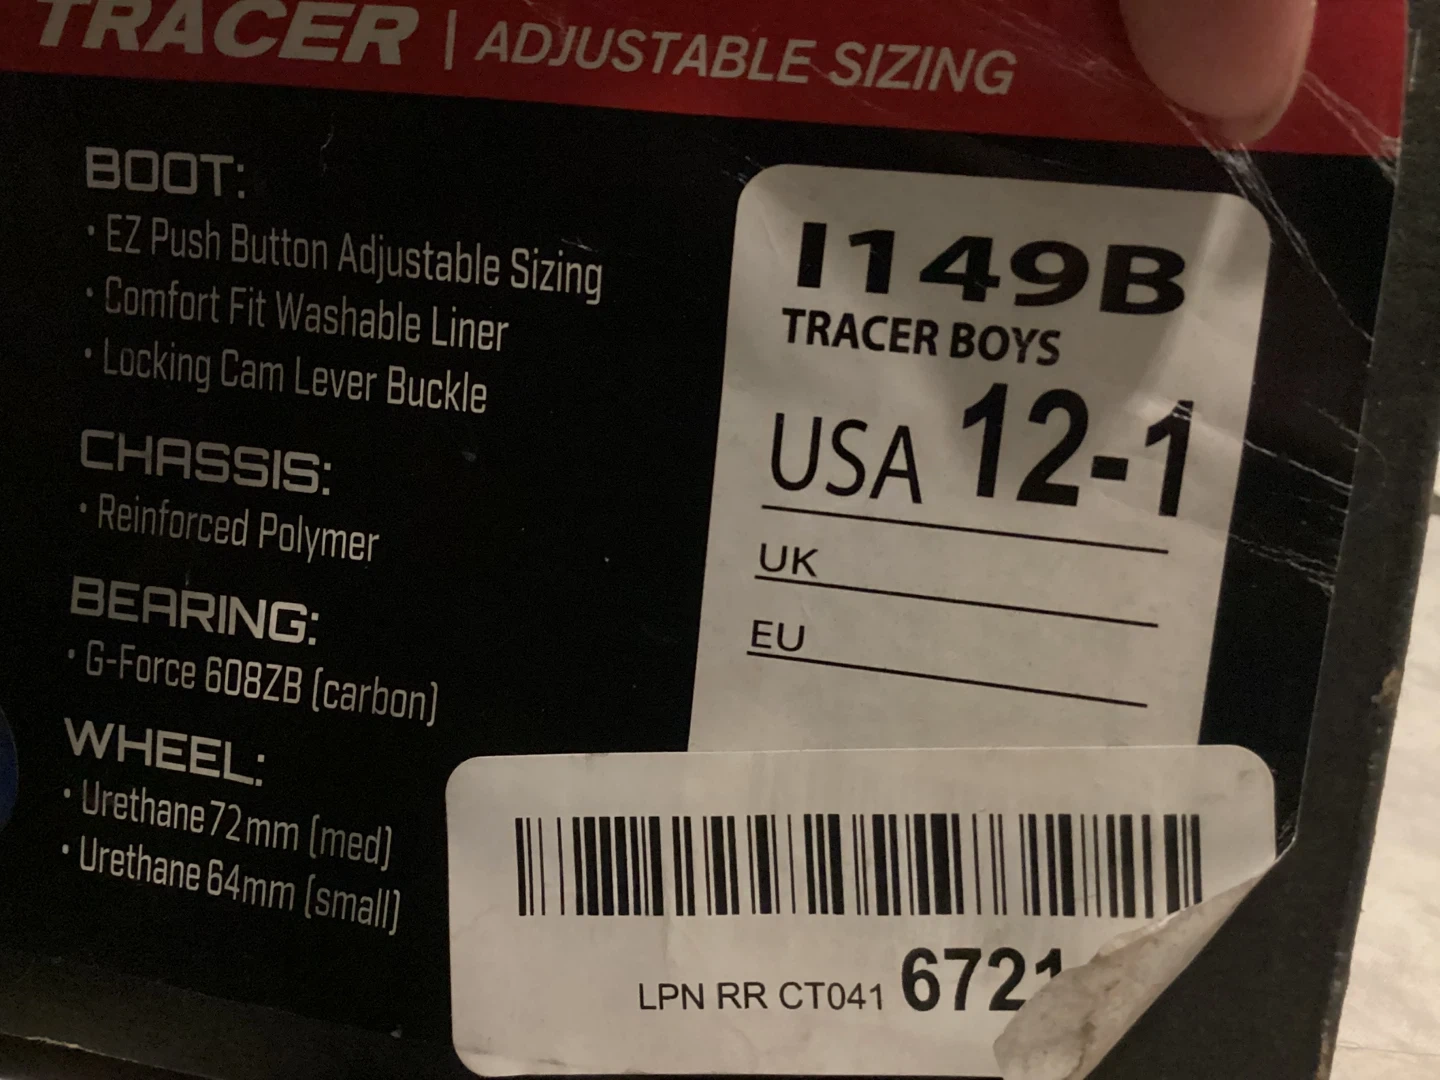 TRACER | ADJUSTABLE SIZING
BOOT:
• EZ Push Button Adjustable Sizing
• Comfort Fit Washable Liner
• Locking Cam Lever Buckle
CHASSIS:
• Reinforced Polymer
BEARING:
• G-Force 608ZB (carbon)
WHEEL:
• Urethane 72mm (med)
• Urethane 64mm (small)
I149B
TRACER BOYS
USA 12-1
UK
EU
LPN RR CT041 6721